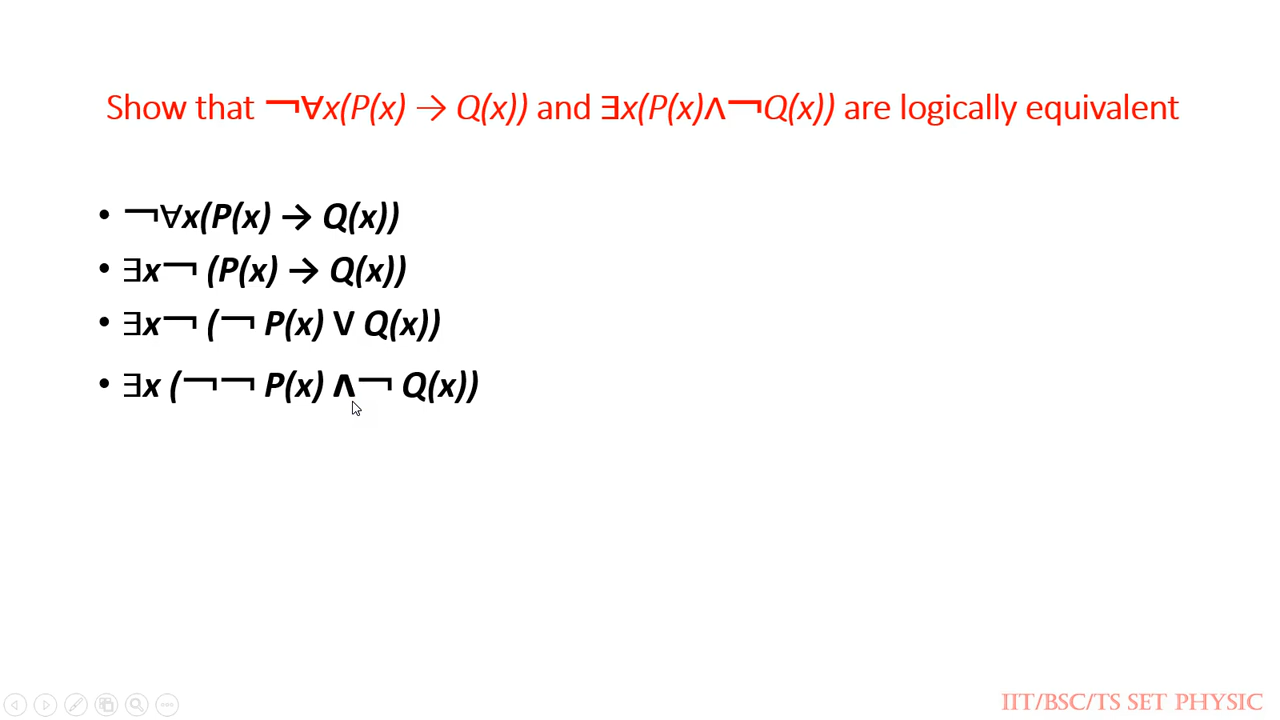 Show that ¬∀x(P(x) → Q(x)) and ∃x(P(x)∧¬Q(x)) are logically equivalent
• ¬∀x(P(x) → Q(x))
• ∃x¬ (P(x) → Q(x))
• ∃x¬ (¬ P(x) V Q(x))
• ∃x (¬¬ P(x) ∧¬ Q(x))
IIT/BSC/TS SET PHYSIC